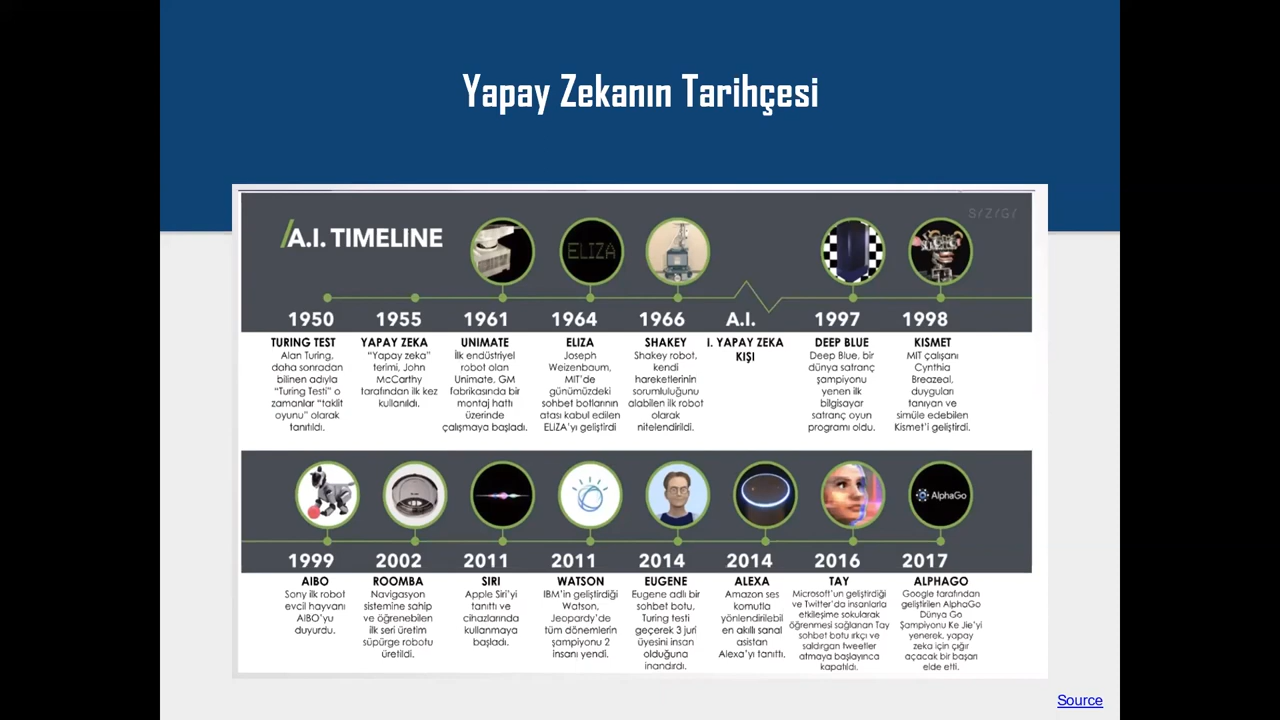 Yapay Zekanın Tarihçesi
S/Z/G/
A.I. TIMELINE
ELIZA
1950 1955 1961 1964 1966 A.I. 1997 1998
TURING TEST
Alan Turing,
daha sonradan
bilinen adıyla
“Turing Testi” o
zamanlar “taklit
oyunu” olarak
tanıtıldı.
YAPAY ZEKA
“Yapay zeka”
terimi, John
McCarthy
tarafından ilk kez
kullanıldı.
UNIMATE
İlk endüstriyel
robot olan
Unimate, GM
fabrikasında bir
montaj hattı
üzerinde
çalışmaya başladı.
ELIZA
Joseph
Weizenbaum,
MIT’de
günümüzdeki
sohbet botlarının
atası kabul edilen
ELIZA’yı geliştirdi
SHAKEY
Shakey robot,
kendi
hareketlerinin
sorumluluğunu
alabilen ilk robot
olarak
nitelendirildi.
I. YAPAY ZEKA
KIŞI
DEEP BLUE
Deep Blue, bir
dünya satranç
şampiyonu
yenen ilk
bilgisayar
satranç oyun
programı oldu.
KISMET
MIT çalışanı
Cynthia
Breazeal,
duyguları
tanıyan ve
simüle edebilen
Kismet’i geliştirdi.
AlphaGo
1999 2002 2011 2011 2014 2014 2016 2017
AIBO
Sony ilk robot
evcil hayvanı
AIBO’yu
duyurdu.
ROOMBA
Navigasyon
sistemine sahip
ve öğrenebilen
ilk seri üretim
süpürge robotu
üretildi.
SIRI
Apple Siri’yi
tanıttı ve
cihazlarında
kullanmaya
başladı.
WATSON
IBM’in geliştirdiği
Watson,
Jeopardy’de
tüm dönemlerin
şampiyonu 2
insanı yendi.
EUGENE
Eugene adlı bir
sohbet botu,
Turing testi
geçerek 3 juri
üyesini insan
olduğuna
inandırdı.
ALEXA
Amazon ses
komutla
yönlendirilebil
en akıllı sanal
asistan
Alexa’yı tanıttı.
TAY
Microsoft’un geliştirdiği
ve Twitter’da insanlarla
etkileşime sokularak
öğrenmesi sağlanan Tay
sohbet botu ırkçı ve
saldırgan tweetler
atmaya başlayınca
kapatıldı.
ALPHAGO
Google tarafından
geliştirilen AlphaGo
Dünya Go
Şampiyonu Ke Jie’yi
yenerek, yapay
zeka için çığır
açacak bir başarı
elde etti.
Source